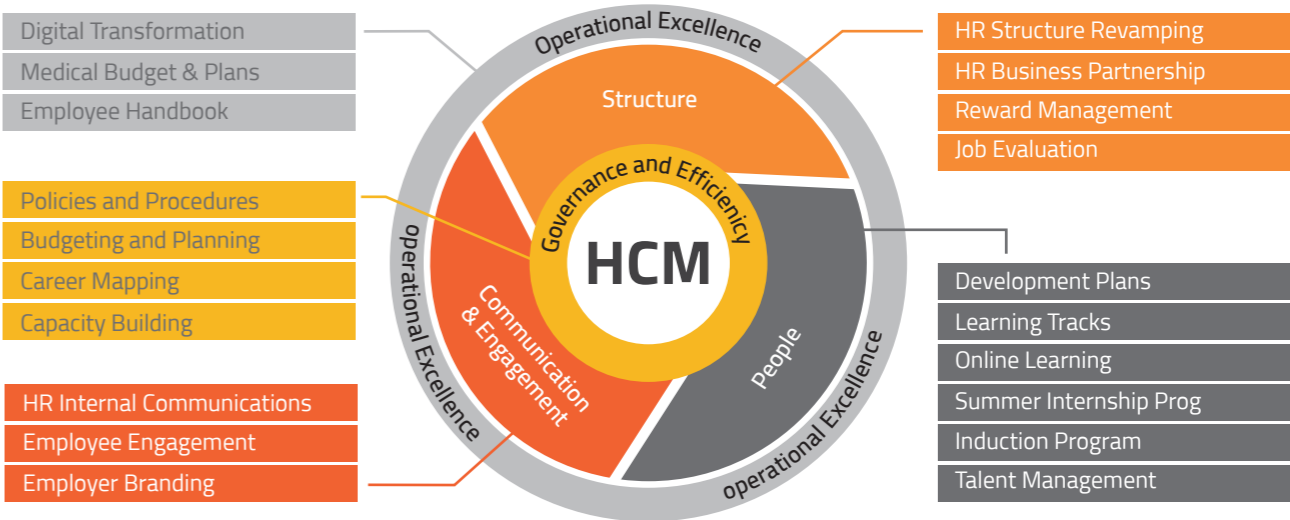 Digital Transformation
Medical Budget & Plans
Employee Handbook
Policies and Procedures
Budgeting and Planning
Career Mapping
Capacity Building
HR Internal Communications
Employee Engagement
Employer Branding
Operational Excellence
Structure
Governance and Efficienicy
HCM
Communication
& Engagement
People
operational Excellence
operational Excellence
HR Structure Revamping
HR Business Partnership
Reward Management
Job Evaluation
Development Plans
Learning Tracks
Online Learning
Summer Internship Prog
Induction Program
Talent Management